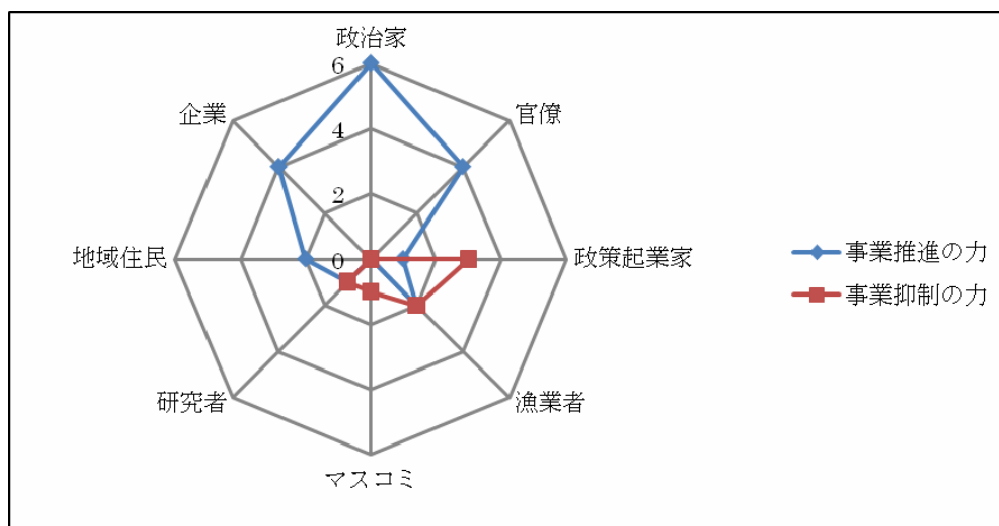 政治家
6
企業
官僚
4
2
地域住民
0
政策起業家
事業推進の力
事業抑制の力
研究者
漁業者
マスコミ